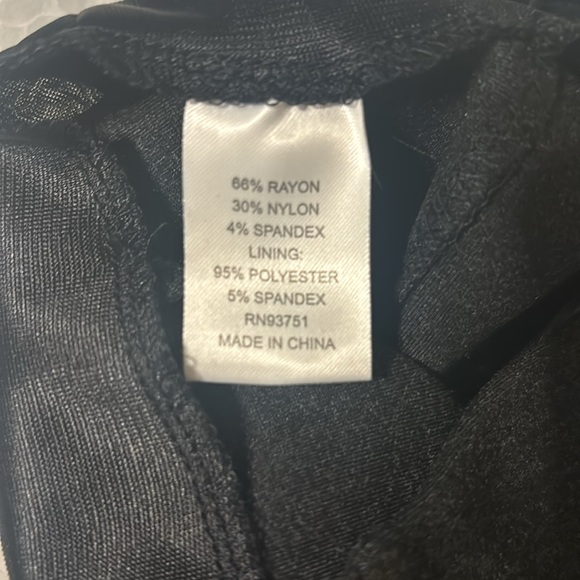 66% RAYON
30% NYLON
4% SPANDEX
LINING:
95% POLYESTER
5% SPANDEX
RN93751
MADE IN CHINA